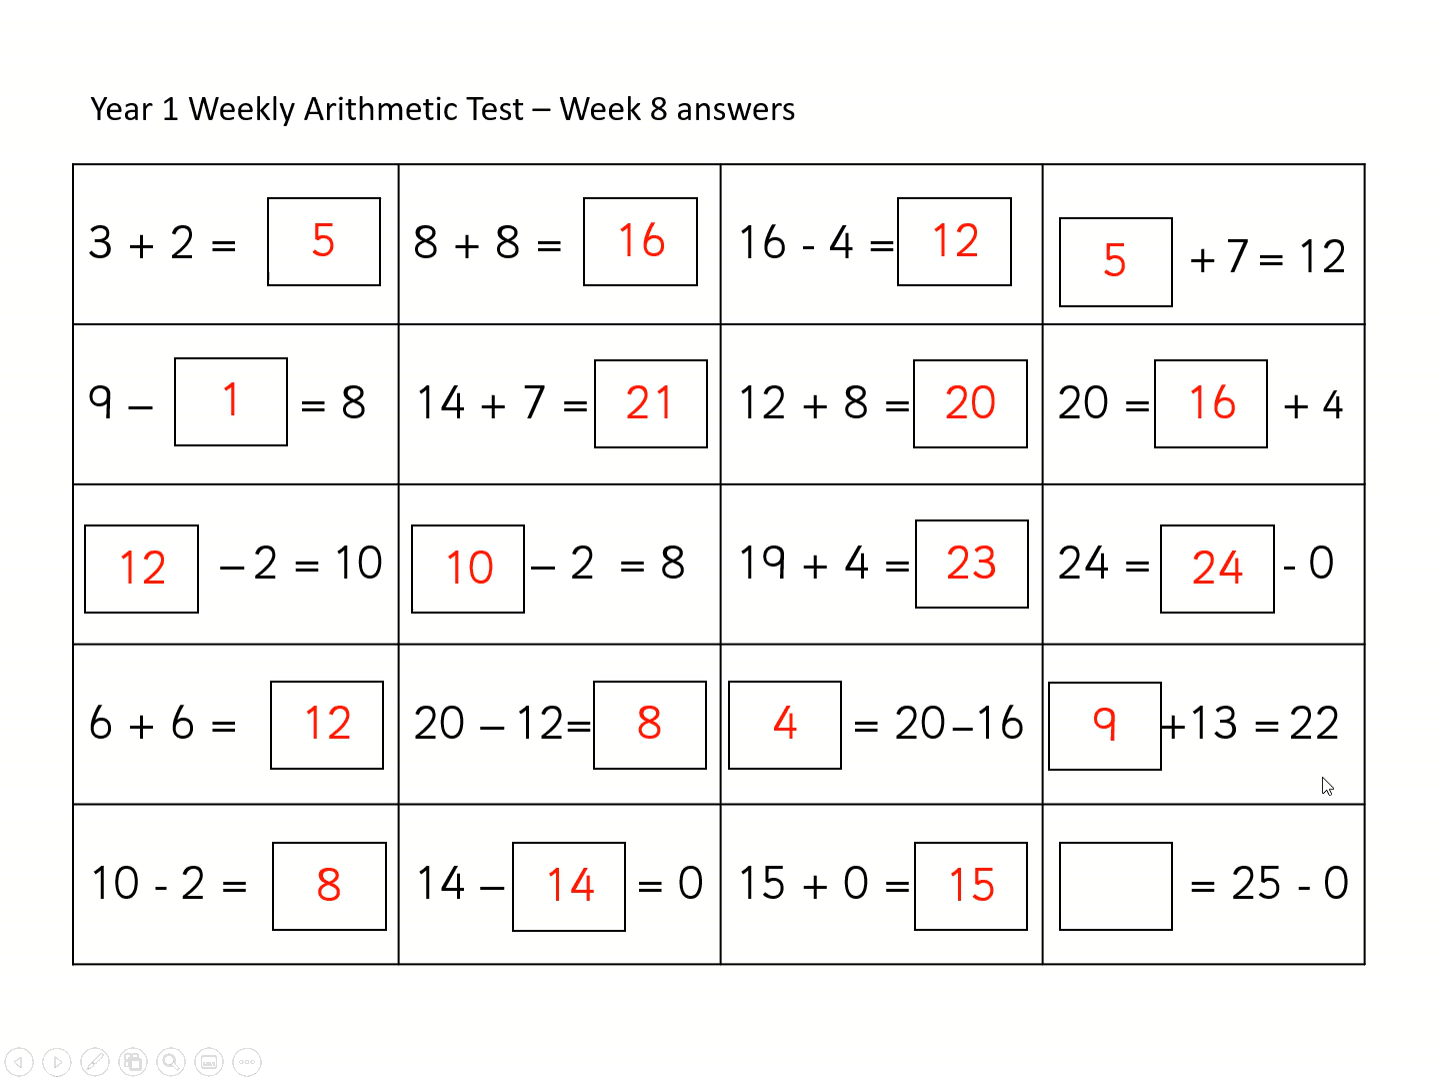 Year 1 Weekly Arithmetic Test – Week 8 answers
3 + 2 = 5
8 + 8 = 16
16 - 4 = 12
5 + 7 = 12
9 – 1 = 8
14 + 7 = 21
12 + 8 = 20
20 = 16 + 4
12 – 2 = 10
10 – 2 = 8
19 + 4 = 23
24 = 24 - 0
6 + 6 = 12
20 – 12= 8
4 = 20 –16
9 +13 = 22
10 - 2 = 8
14 – 14 = 0
15 + 0 = 15
= 25 - 0